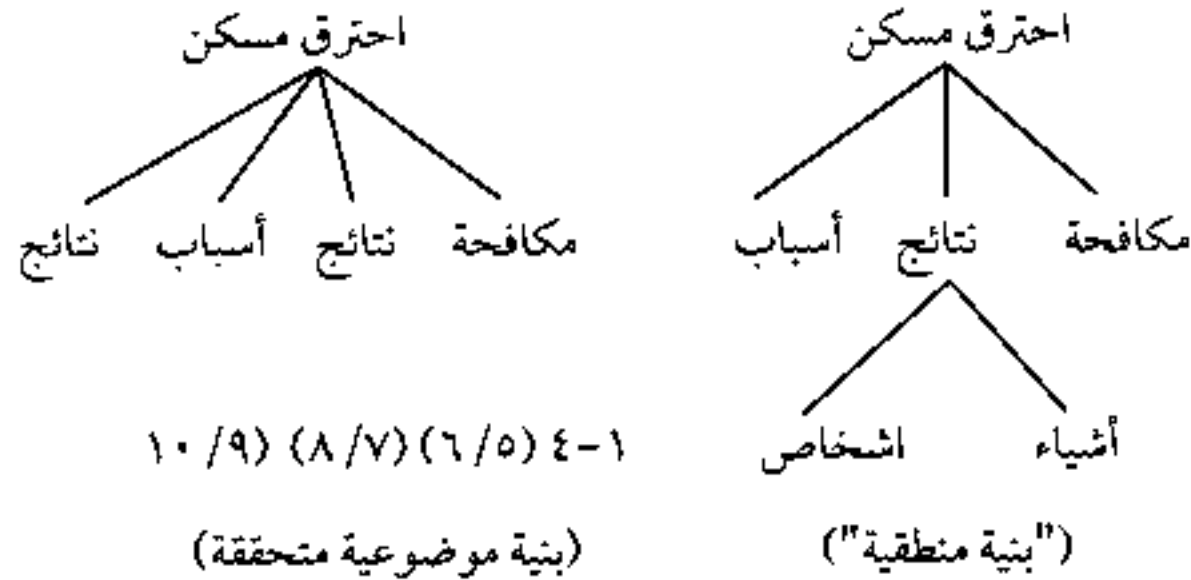 احترق مسكن احترق مسكن
مكافحة نتائج أسباب مكافحة نتائج أسباب نتائج
أشياء اشخاص
١-٤ (٥/٦) (٧/٨) (٩/١٠
("بنية منطقية") (بنية موضوعية متحققة)